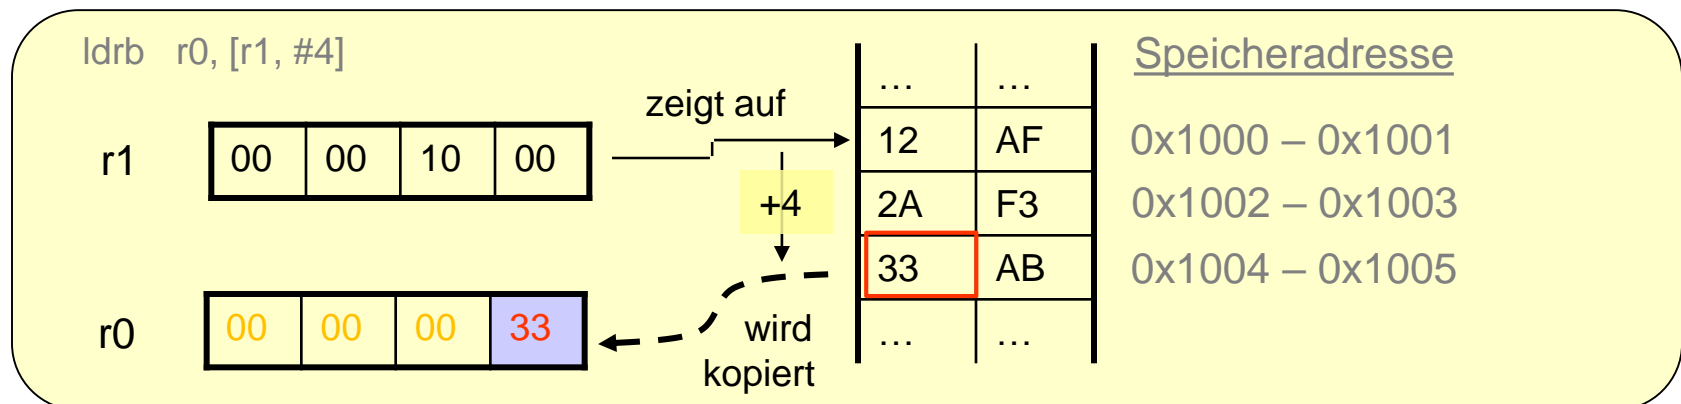 ldrb r0, [r1, #4]
Speicheradresse
… …
zeigt auf
12 AF 0x1000 – 0x1001
r1 00 00 10 00
+4 2A F3 0x1002 – 0x1003
33 AB 0x1004 – 0x1005
r0 00 00 00 33
wird
kopiert
… …